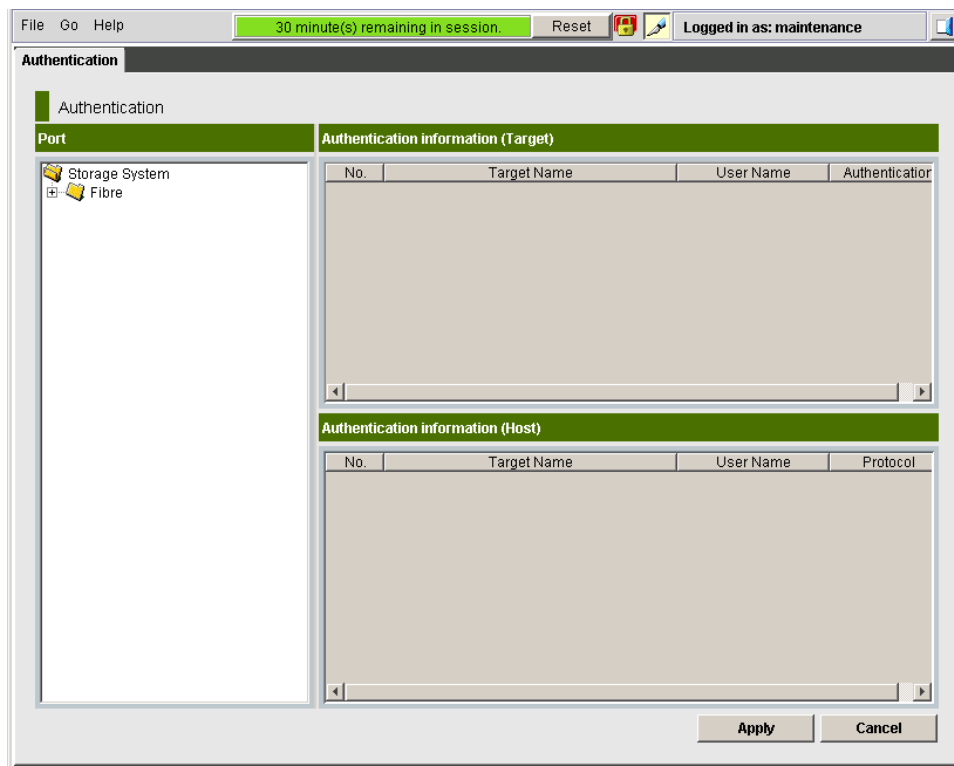 File Go Help 30 minute(s) remaining in session. Reset Logged in as: maintenance
Authentication
Authentication
Port Authentication information (Target)
Storage System
Fibre
No. Target Name User Name Authentication
Authentication information (Host)
No. Target Name User Name Protocol
Apply Cancel